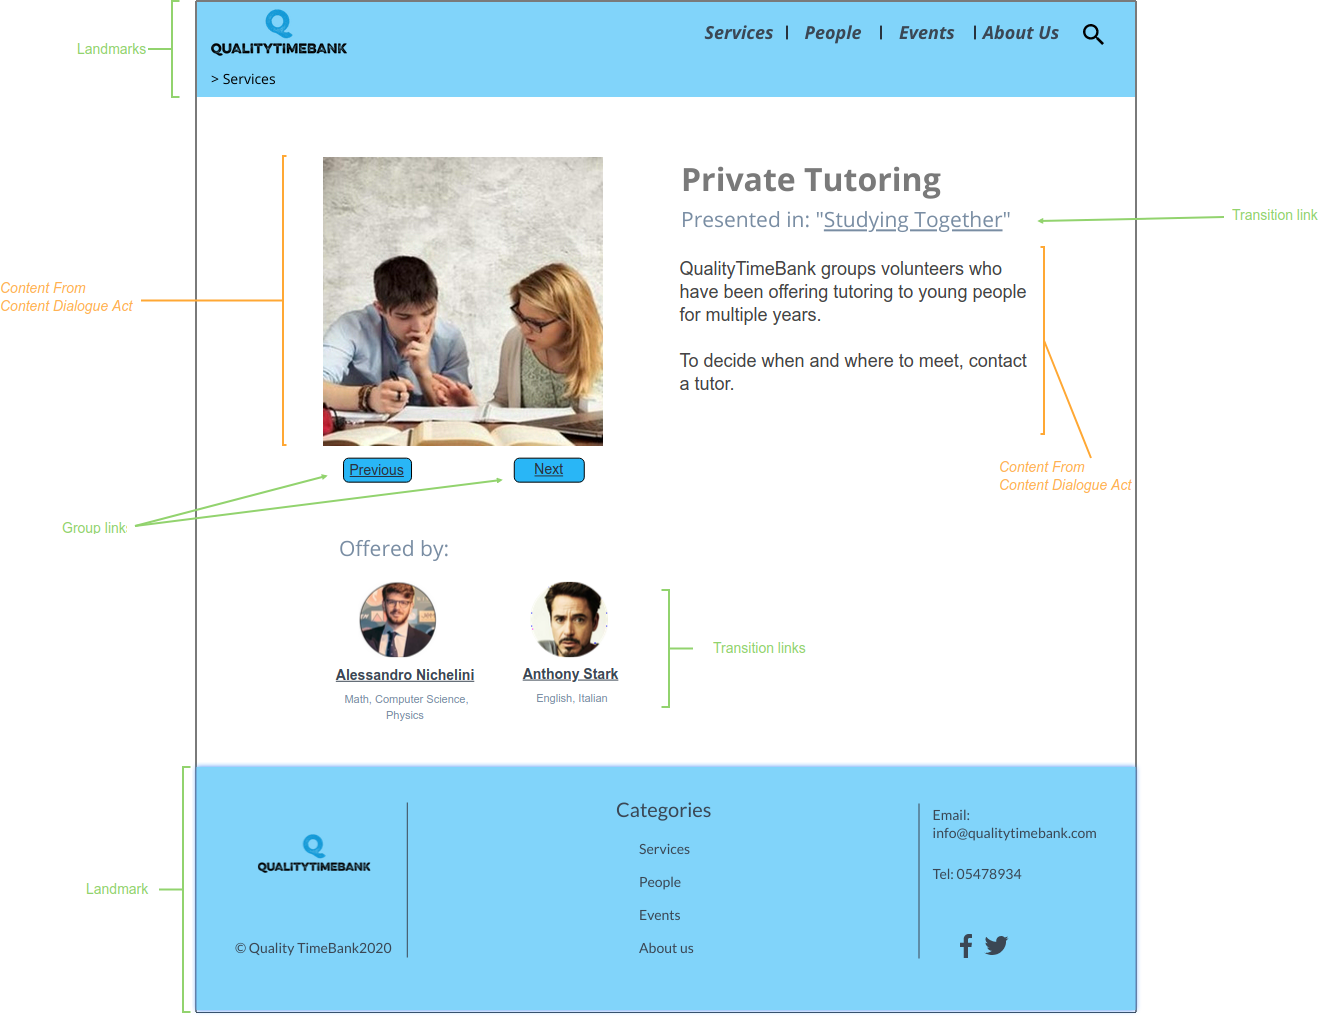 Landmarks
QUALITYTIMEBANK
Services | People | Events | About Us
> Services
Private Tutoring
Presented in: "Studying Together"
Transition link
QualityTimeBank groups volunteers who
have been offering tutoring to young people
for multiple years.
To decide when and where to meet, contact
a tutor.
Content From
Content Dialogue Act
Content From
Content Dialogue Act
Previous
Next
Group link
Offered by:
Alessandro Nichelini
Math, Computer Science,
Physics
Anthony Stark
English, Italian
Transition links
Landmark
QUALITYTIMEBANK
© Quality TimeBank2020
Categories
Services
People
Events
About us
Email:
info@qualitytimebank.com
Tel: 05478934